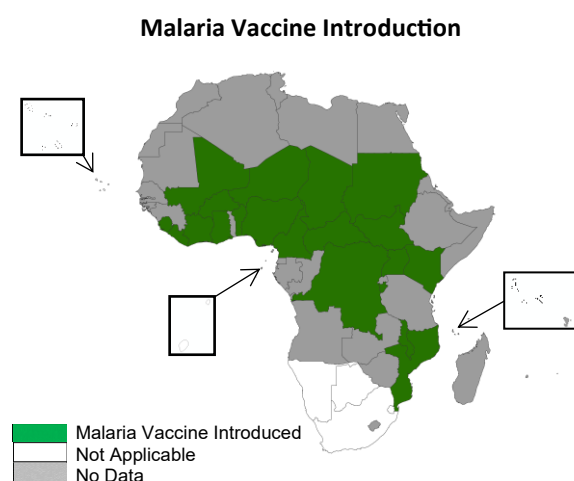 Malaria Vaccine Introduction
Malaria Vaccine Introduced
Not Applicable
No Data